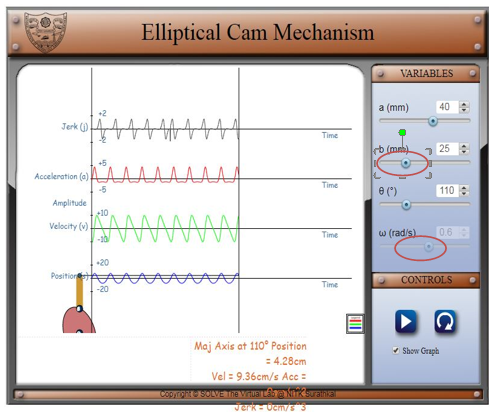 Elliptical Cam Mechanism
VARIABLES
a (mm) 40
b (mm) 25
θ (°) 110
ω (rad/s) 0.6
CONTROLS
Show Graph
+2
Jerk (j)
-2
Time
+5
Acceleration (a)
-5
Time
Amplitude
+10
Velocity (v)
-10
Time
Position(s)
-20
Time
Maj Axis at 110° Position
= 4.28cm
Vel = 9.36cm/s Acc =
Jerk = 0cm/s^3
Copyright @ SOLVE The Virtual Lab @ NITK Surathkal